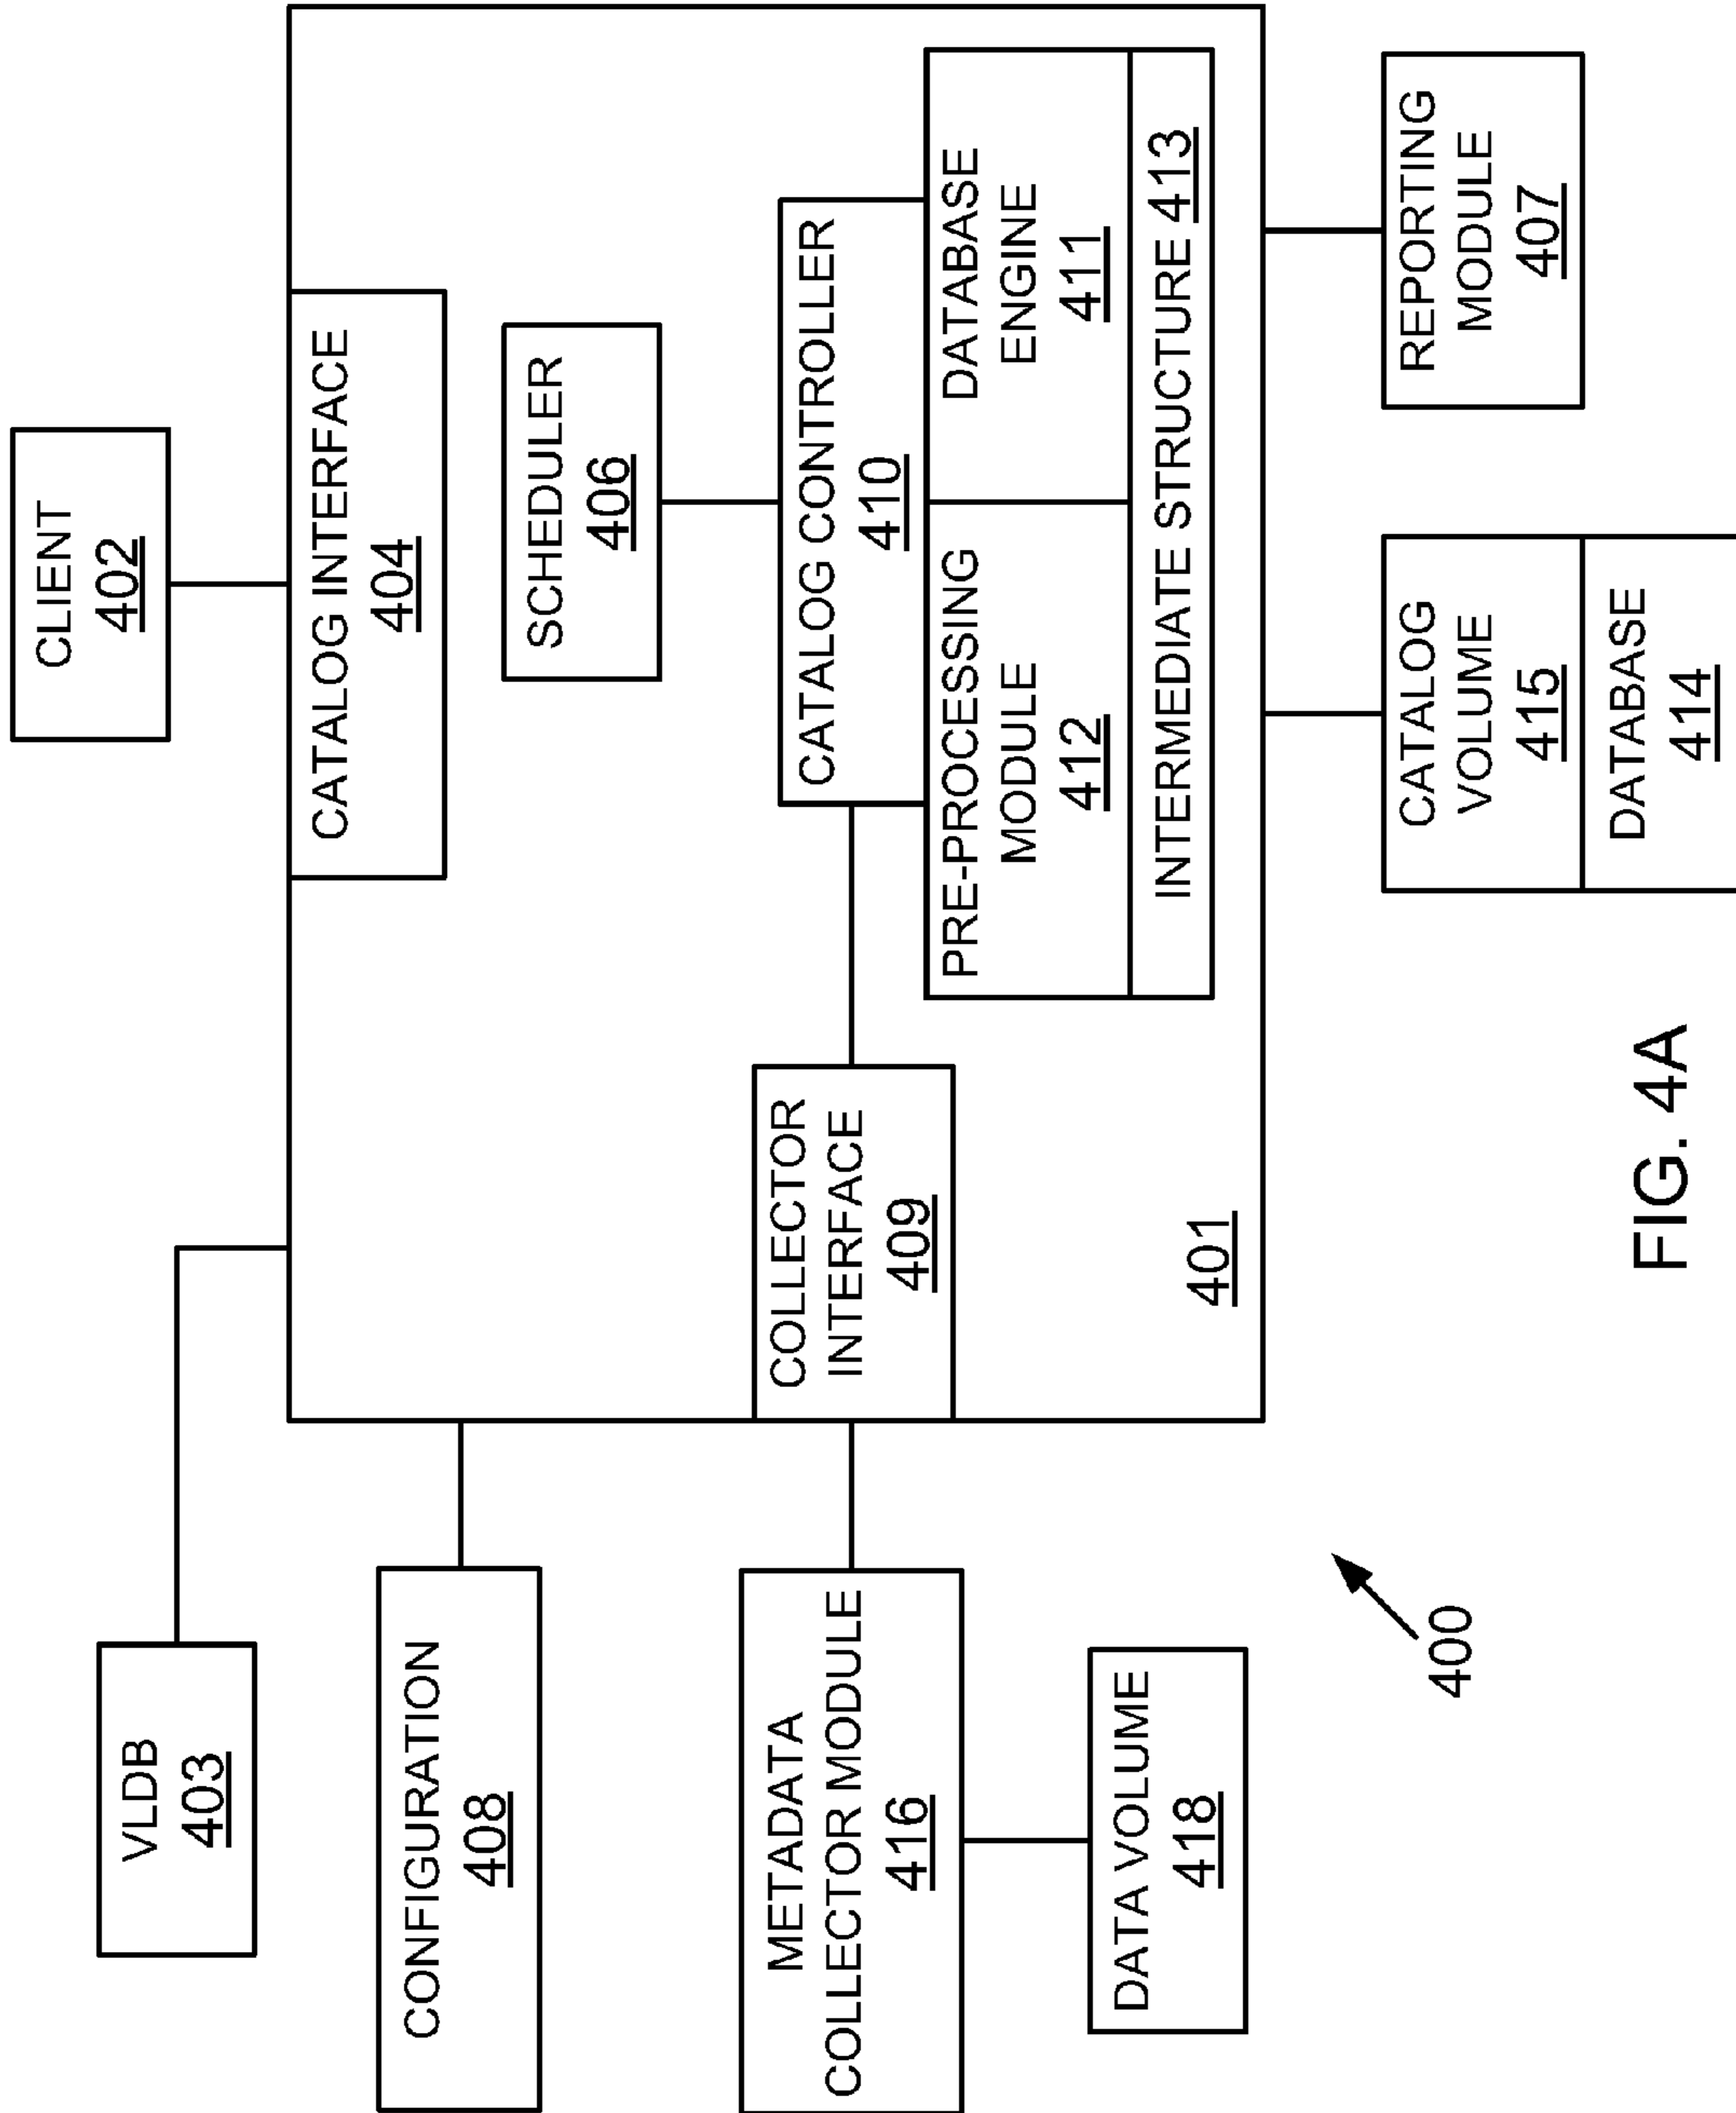 CLIENT
402
VLDB
403
CATALOG INTERFACE
404
CONFIGURATION
408
SCHEDULER
406
METADATA
COLLECTOR MODULE
416
COLLECTOR
INTERFACE
409
CATALOG CONTROLLER
410
PRE-PROCESSING
MODULE
412
DATABASE
ENGINE
411
INTERMEDIATE STRUCTURE 413
DATA VOLUME
418
401
CATALOG
VOLUME
415
DATABASE
414
REPORTING
MODULE
407
400
FIG. 4A